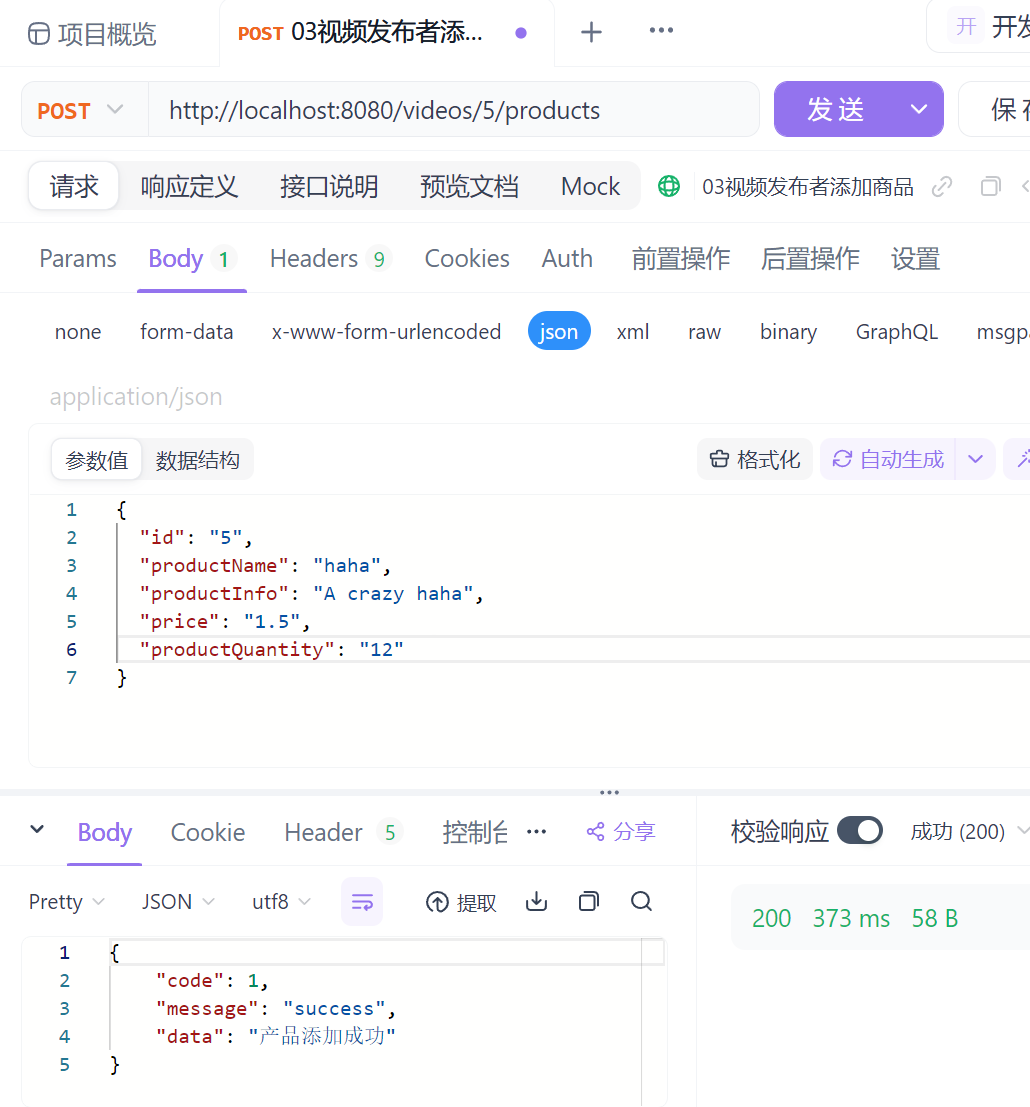 项目概览 POST 03视频发布者添... 开 开发
POST http://localhost:8080/videos/5/products 发送 保存
请求 响应定义 接口说明 预览文档 Mock 03视频发布者添加商品
Params Body 1 Headers 9 Cookies Auth 前置操作 后置操作 设置
none form-data x-www-form-urlencoded json xml raw binary GraphQL msgpa
application/json
参数值 数据结构 格式化 自动生成
1 {
2 "id": "5",
3 "productName": "haha",
4 "productInfo": "A crazy haha",
5 "price": "1.5",
6 "productQuantity": "12"
7 }
Body Cookie Header 5 控制台 ... 分享 校验响应 成功 (200)
Pretty JSON utf8 提取
200 373 ms 58 B
1 {
2 "code": 1,
3 "message": "success",
4 "data": "产品添加成功"
5 }